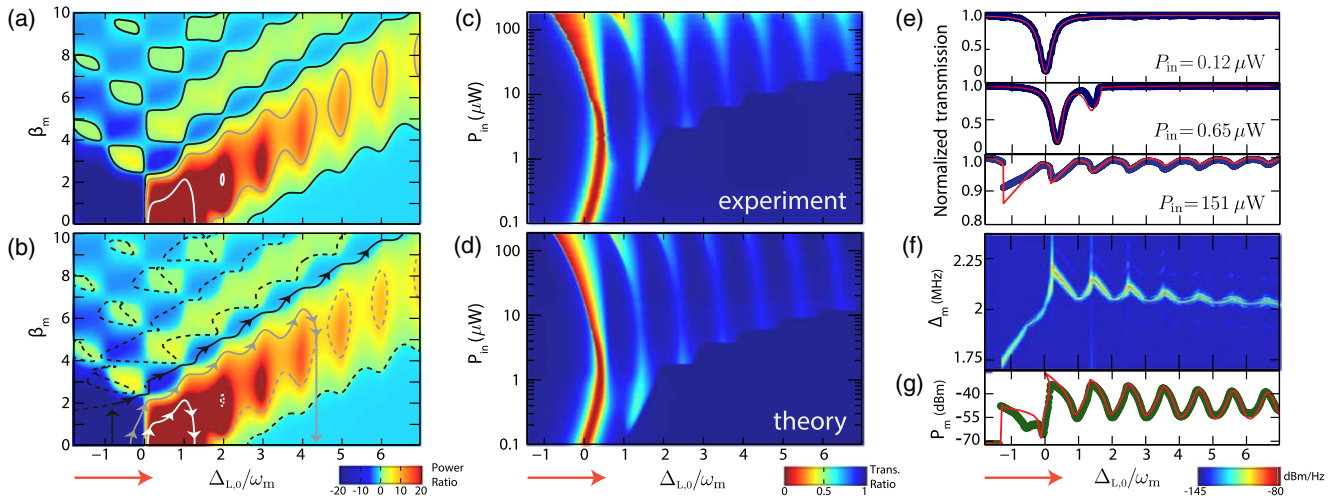 (a)
β_m
10
8
6
4
2
0
(b)
β_m
10
8
6
4
2
0
−1 0 1 2 3 4 5 6
Δ_L,0/ω_m
Power Ratio
-20 -10 0 10 20
(c)
P_in (μW)
100
10
1
0.1
experiment
(d)
P_in (μW)
100
10
1
0.1
theory
−1 0 1 2 3 4 5 6
Δ_L,0/ω_m
Trans. Ratio
0 0.5 1
(e)
Normalized transmission
1.0
0.5
0
P_in = 0.12 μW
1.0
0.5
0
P_in = 0.65 μW
1.0
0.9
0.8
P_in = 151 μW
(f)
Δ_m (MHz)
2.25
2
1.75
(g)
P_m (dBm)
-40
-55
-70
−1 0 1 2 3 4 5 6
Δ_L,0/ω_m
-145 -80
dBm/Hz